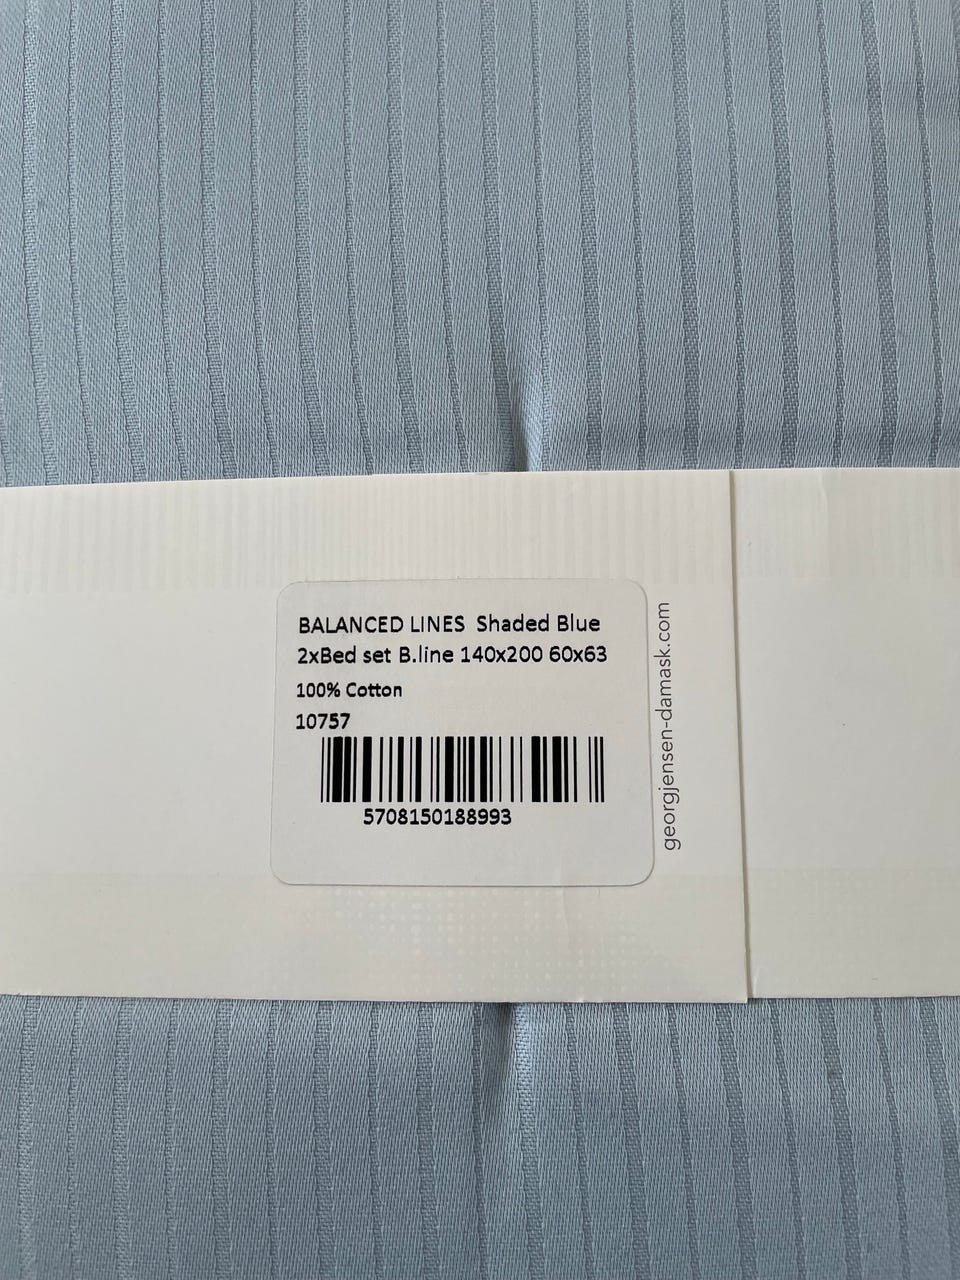 BALANCED LINES Shaded Blue
2xBed set B.line 140x200 60x63
100% Cotton
10757
5708150188993
georgjensen-damask.com